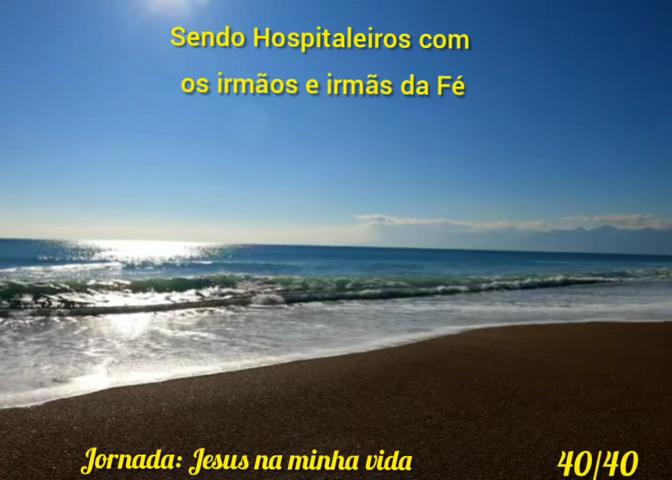 Sendo Hospitaleiros com
os irmãos e irmãs da Fé
Jornada: Jesus na minha vida
40/40